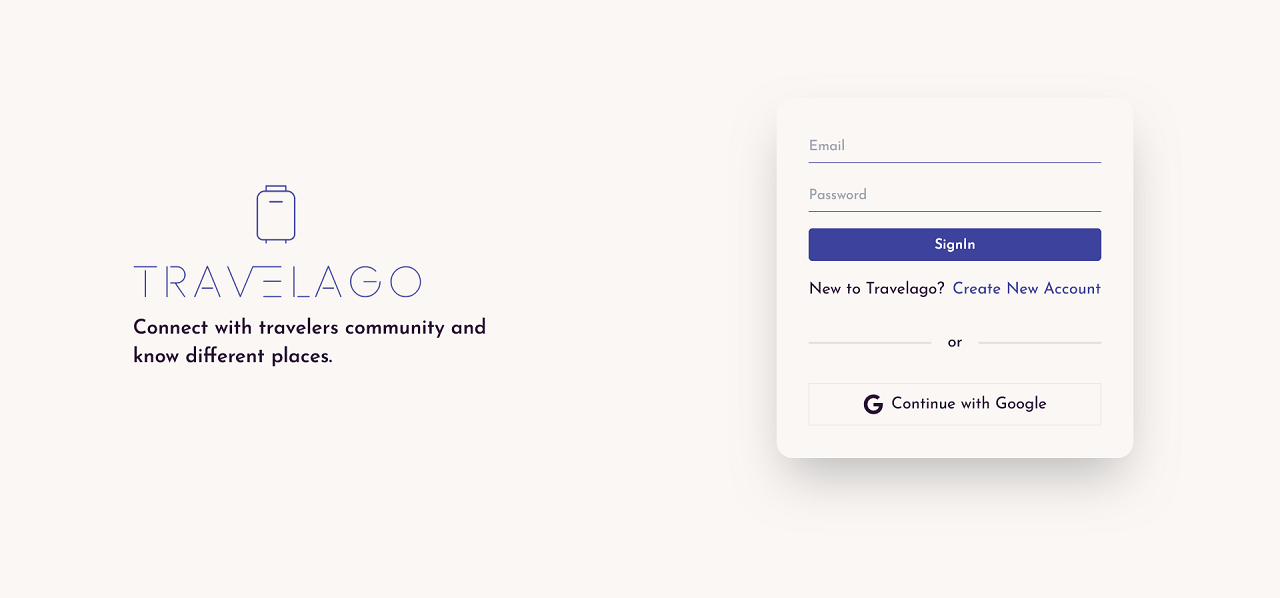 TRAVELAGO
Connect with travelers community and
know different places.
Email
Password
SignIn
New to Travelago? Create New Account
or
Continue with Google